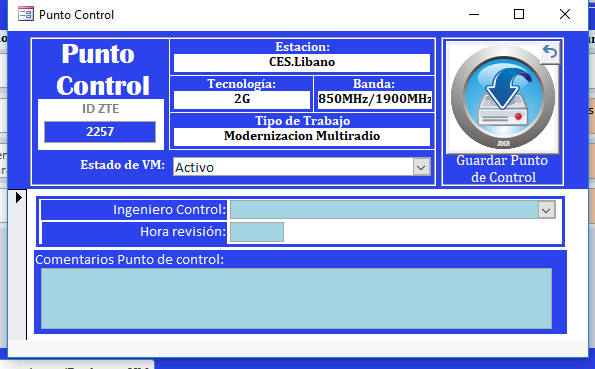 Punto Control
Punto
Control
ID ZTE
2257
Estacion:
CES.Libano
Tecnología:
2G
Banda:
850MHz/1900MHz
Tipo de Trabajo
Modernizacion Multiradio
Estado de VM:
Activo
JDGS
Guardar Punto
de Control
Ingeniero Control:
Hora revisión:
Comentarios Punto de control: